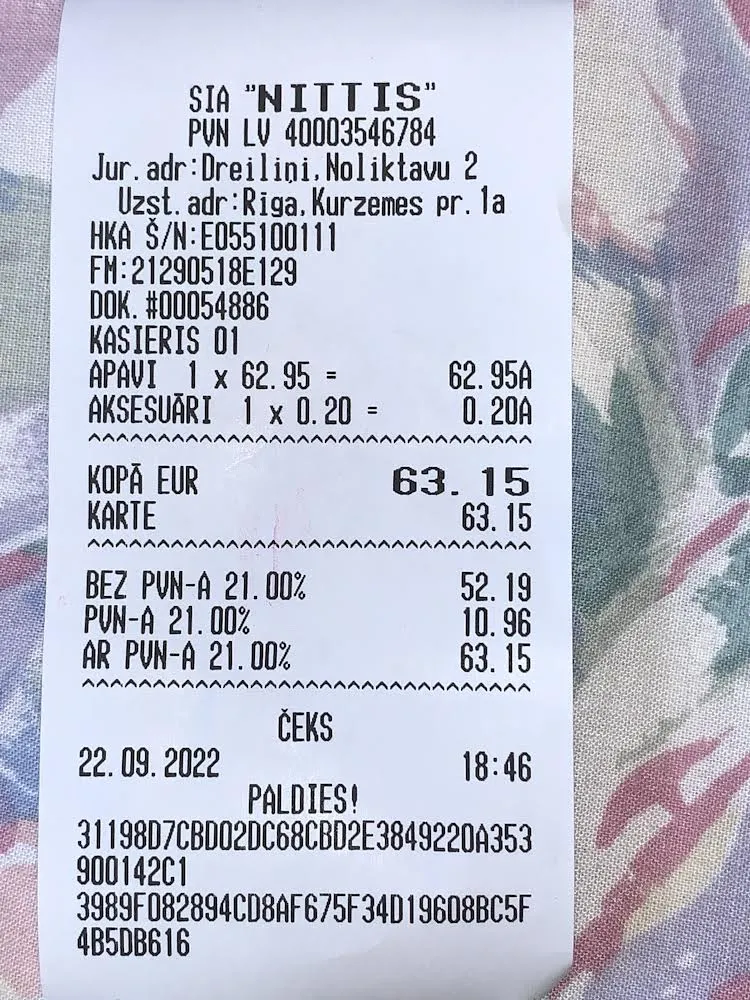 SIA "NITTIS"
PVN LV 40003546784
Jur. adr:Dreiliņi, Noliktavu 2
Uzst. adr:Riga, Kurzemes pr. 1a
HKA Š/N:E055100111
FM:21290518E129
DOK. #00054886
KASIERIS 01
APAVI 1 x 62.95 = 62.95A
AKSESUĀRI 1 x 0.20 = 0.20A
^^^^^^^^^^^^^^^^^^^^^^^^^^^^^^^^^^^^
KOPĀ EUR 63.15
KARTE 63.15
^^^^^^^^^^^^^^^^^^^^^^^^^^^^^^^^^^^^
BEZ PVN-A 21.00% 52.19
PVN-A 21.00% 10.96
AR PVN-A 21.00% 63.15
^^^^^^^^^^^^^^^^^^^^^^^^^^^^^^^^^^^^
ČEKS
22.09.2022 18:46
PALDIES!
31198D7CBD02DC68CBD2E3849220A353
900142C1
3989F082894CD8AF675F34D19608BC5F
4B5DB616